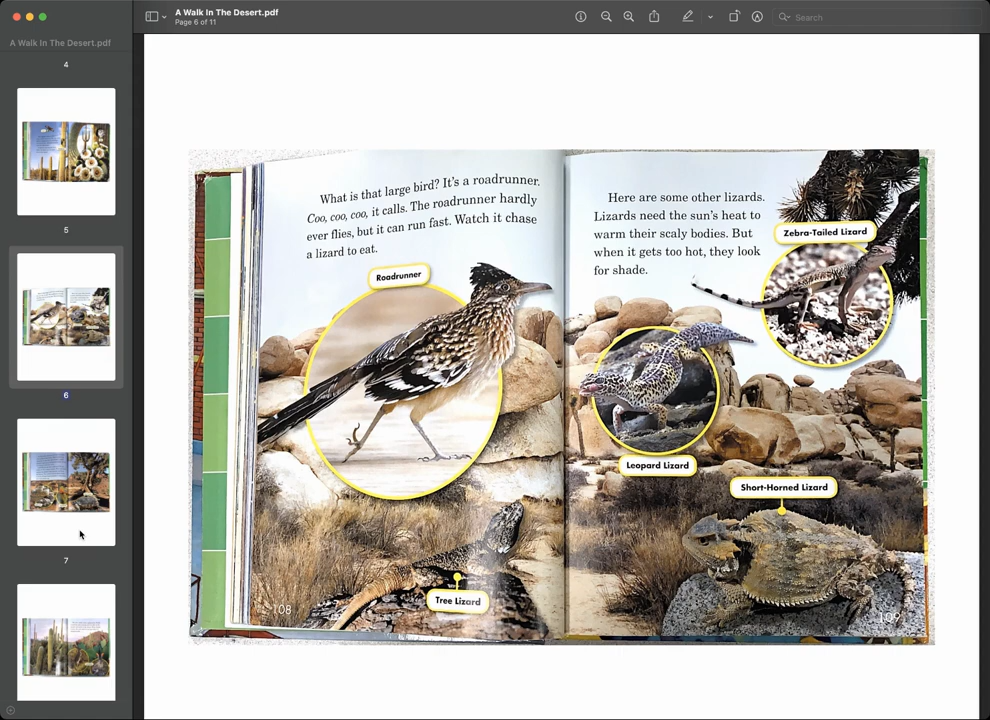 A Walk In The Desert.pdf
Page 6 of 11
Search
A Walk In The Desert.pdf
4
5
6
7
What is that large bird? It's a roadrunner.
Coo, coo, coo, it calls. The roadrunner hardly
ever flies, but it can run fast. Watch it chase
a lizard to eat.
Roadrunner
Tree Lizard
108
Here are some other lizards.
Lizards need the sun's heat to
warm their scaly bodies. But
when it gets too hot, they look
for shade.
Zebra-Tailed Lizard
Leopard Lizard
Short-Horned Lizard
109